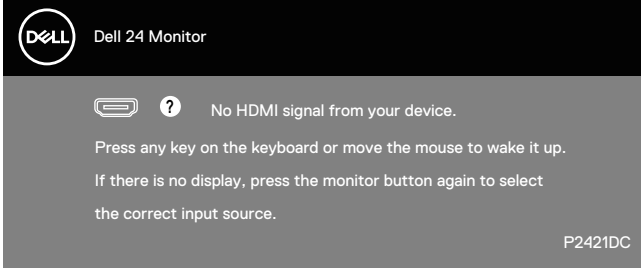 DELL
Dell 24 Monitor
? No HDMI signal from your device.
Press any key on the keyboard or move the mouse to wake it up.
If there is no display, press the monitor button again to select
the correct input source.
P2421DC